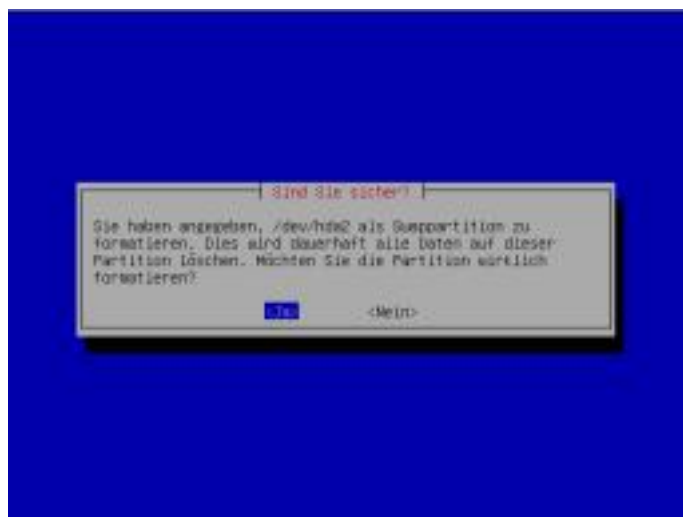 Sind Sie sicher?
Sie haben angegeben, /dev/hda2 als Swappartition zu
formatieren. Dies wird dauerhaft alle Daten auf dieser
Partition löschen. Möchten Sie die Partition wirklich
formatieren?
<Ja> <Nein>